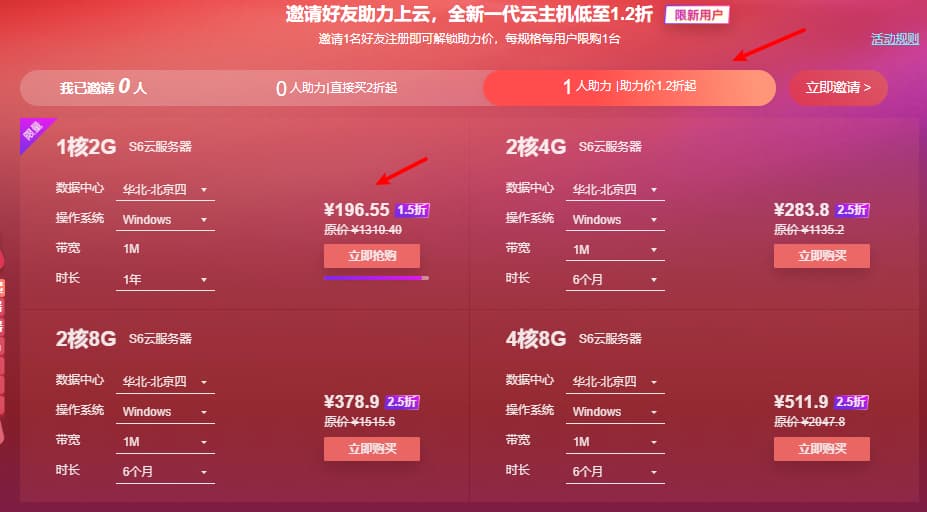 邀请好友助力上云，全新一代云主机低至1.2折 限新用户
邀请1名好友注册即可解锁助力价，每规格每用户限购1台
活动规则
我已邀请 0 人 0 人助力|直接买2折起 1 人助力 |助力价1.2折起 立即邀请 >
限量
1核2G S6云服务器
数据中心 华北-北京四
操作系统 Windows
带宽 1M
时长 1年
¥196.55 1.5折
原价 ¥1310.40
立即抢购
2核4G S6云服务器
数据中心 华北-北京四
操作系统 Windows
带宽 1M
时长 6个月
¥283.8 2.5折
原价 ¥1135.2
立即购买
2核8G S6云服务器
数据中心 华北-北京四
操作系统 Windows
带宽 1M
时长 6个月
¥378.9 2.5折
原价 ¥1515.6
立即购买
4核8G S6云服务器
数据中心 华北-北京四
操作系统 Windows
带宽 1M
时长 6个月
¥511.9 2.5折
原价 ¥2047.8
立即购买